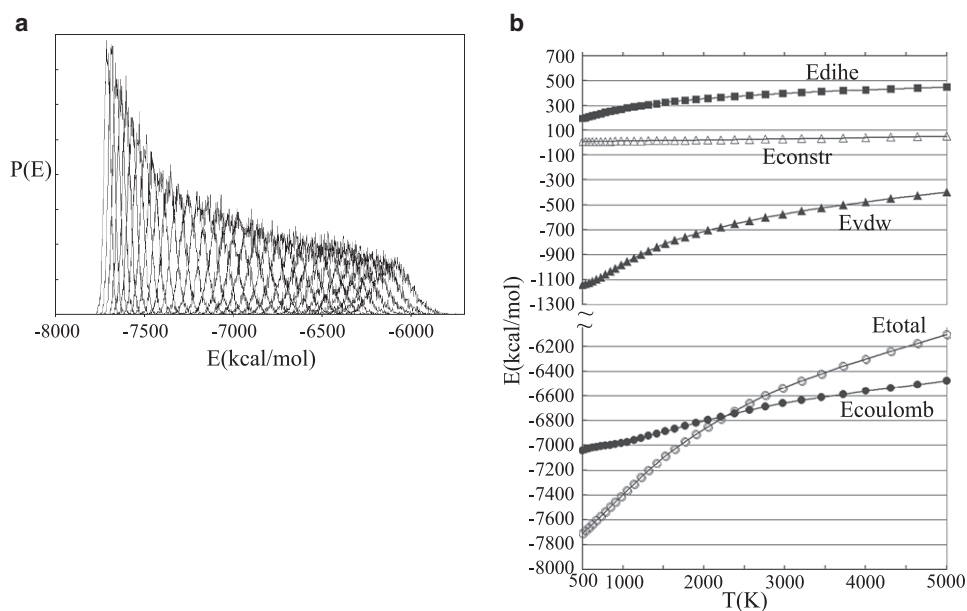 a
P(E)
-8000 -7500 -7000 -6500 -6000
E(kcal/mol)
b
700
500
300
100
-100
-300
-500
-700
-900
-1100
-1300
-6200
-6400
-6600
-6800
-7000
-7200
-7400
-7600
-7800
-8000
E(kcal/mol)
Edihe
Econstr
Evdw
Etotal
Ecoulomb
500 1000 2000 3000 4000 5000
T(K)